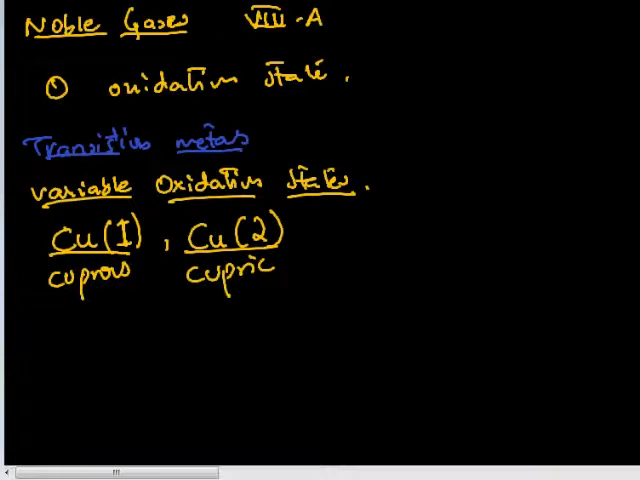 Noble Gases VIII-A
0 oxidation state.
Transition metals
variable Oxidation states.
Cu(I), Cu(2)
cuprous cupric